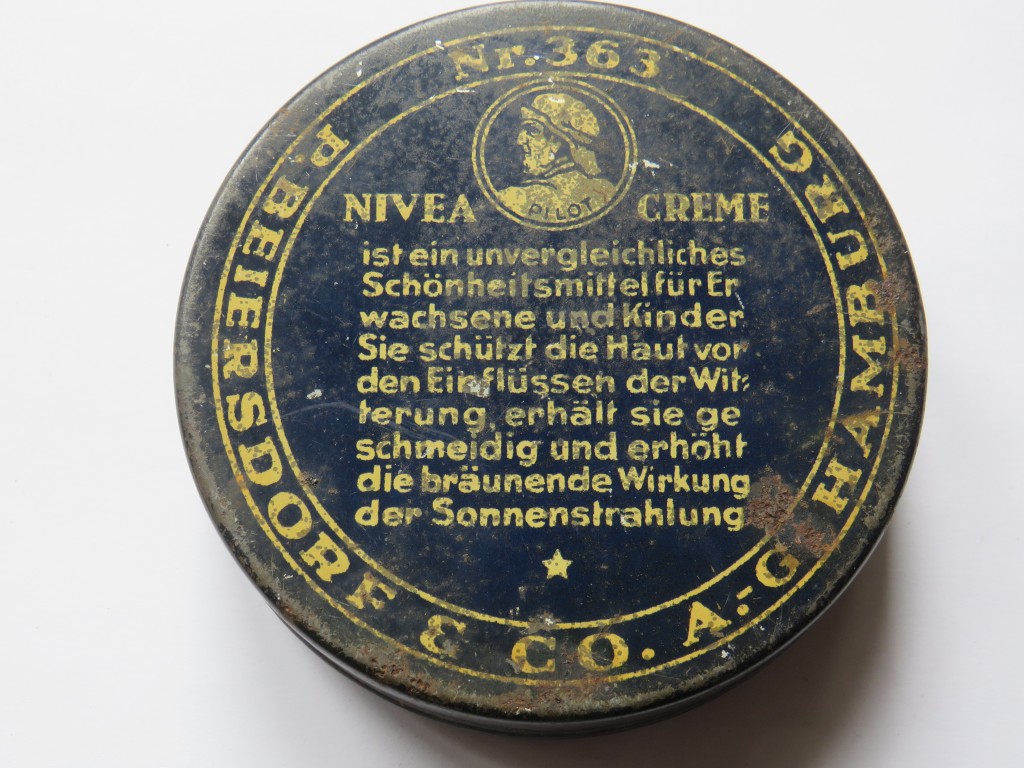 Nr. 363
PILOT
NIVEA CREME
ist ein unvergleichliches
Schönheitsmittel für Er
wachsene und Kinder
Sie schützt die Haut vor
den Einflüssen der Wit:
terung, erhält sie ge
schmeidig und erhöht
die bräunende Wirkung
der Sonnenstrahlung
P. BEIERSDORF & CO. A.-G HAMBURG